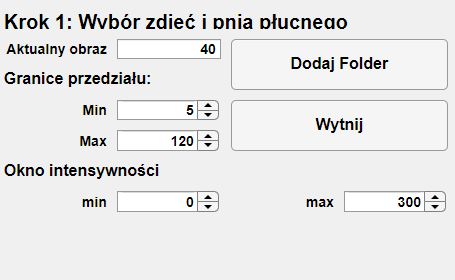 Krok 1: Wybór zdjęć i pnia płucnego
Aktualny obraz 40
Dodaj Folder
Granice przedziału:
Min 5
Wytnij
Max 120
Okno intensywności
min 0 max 300